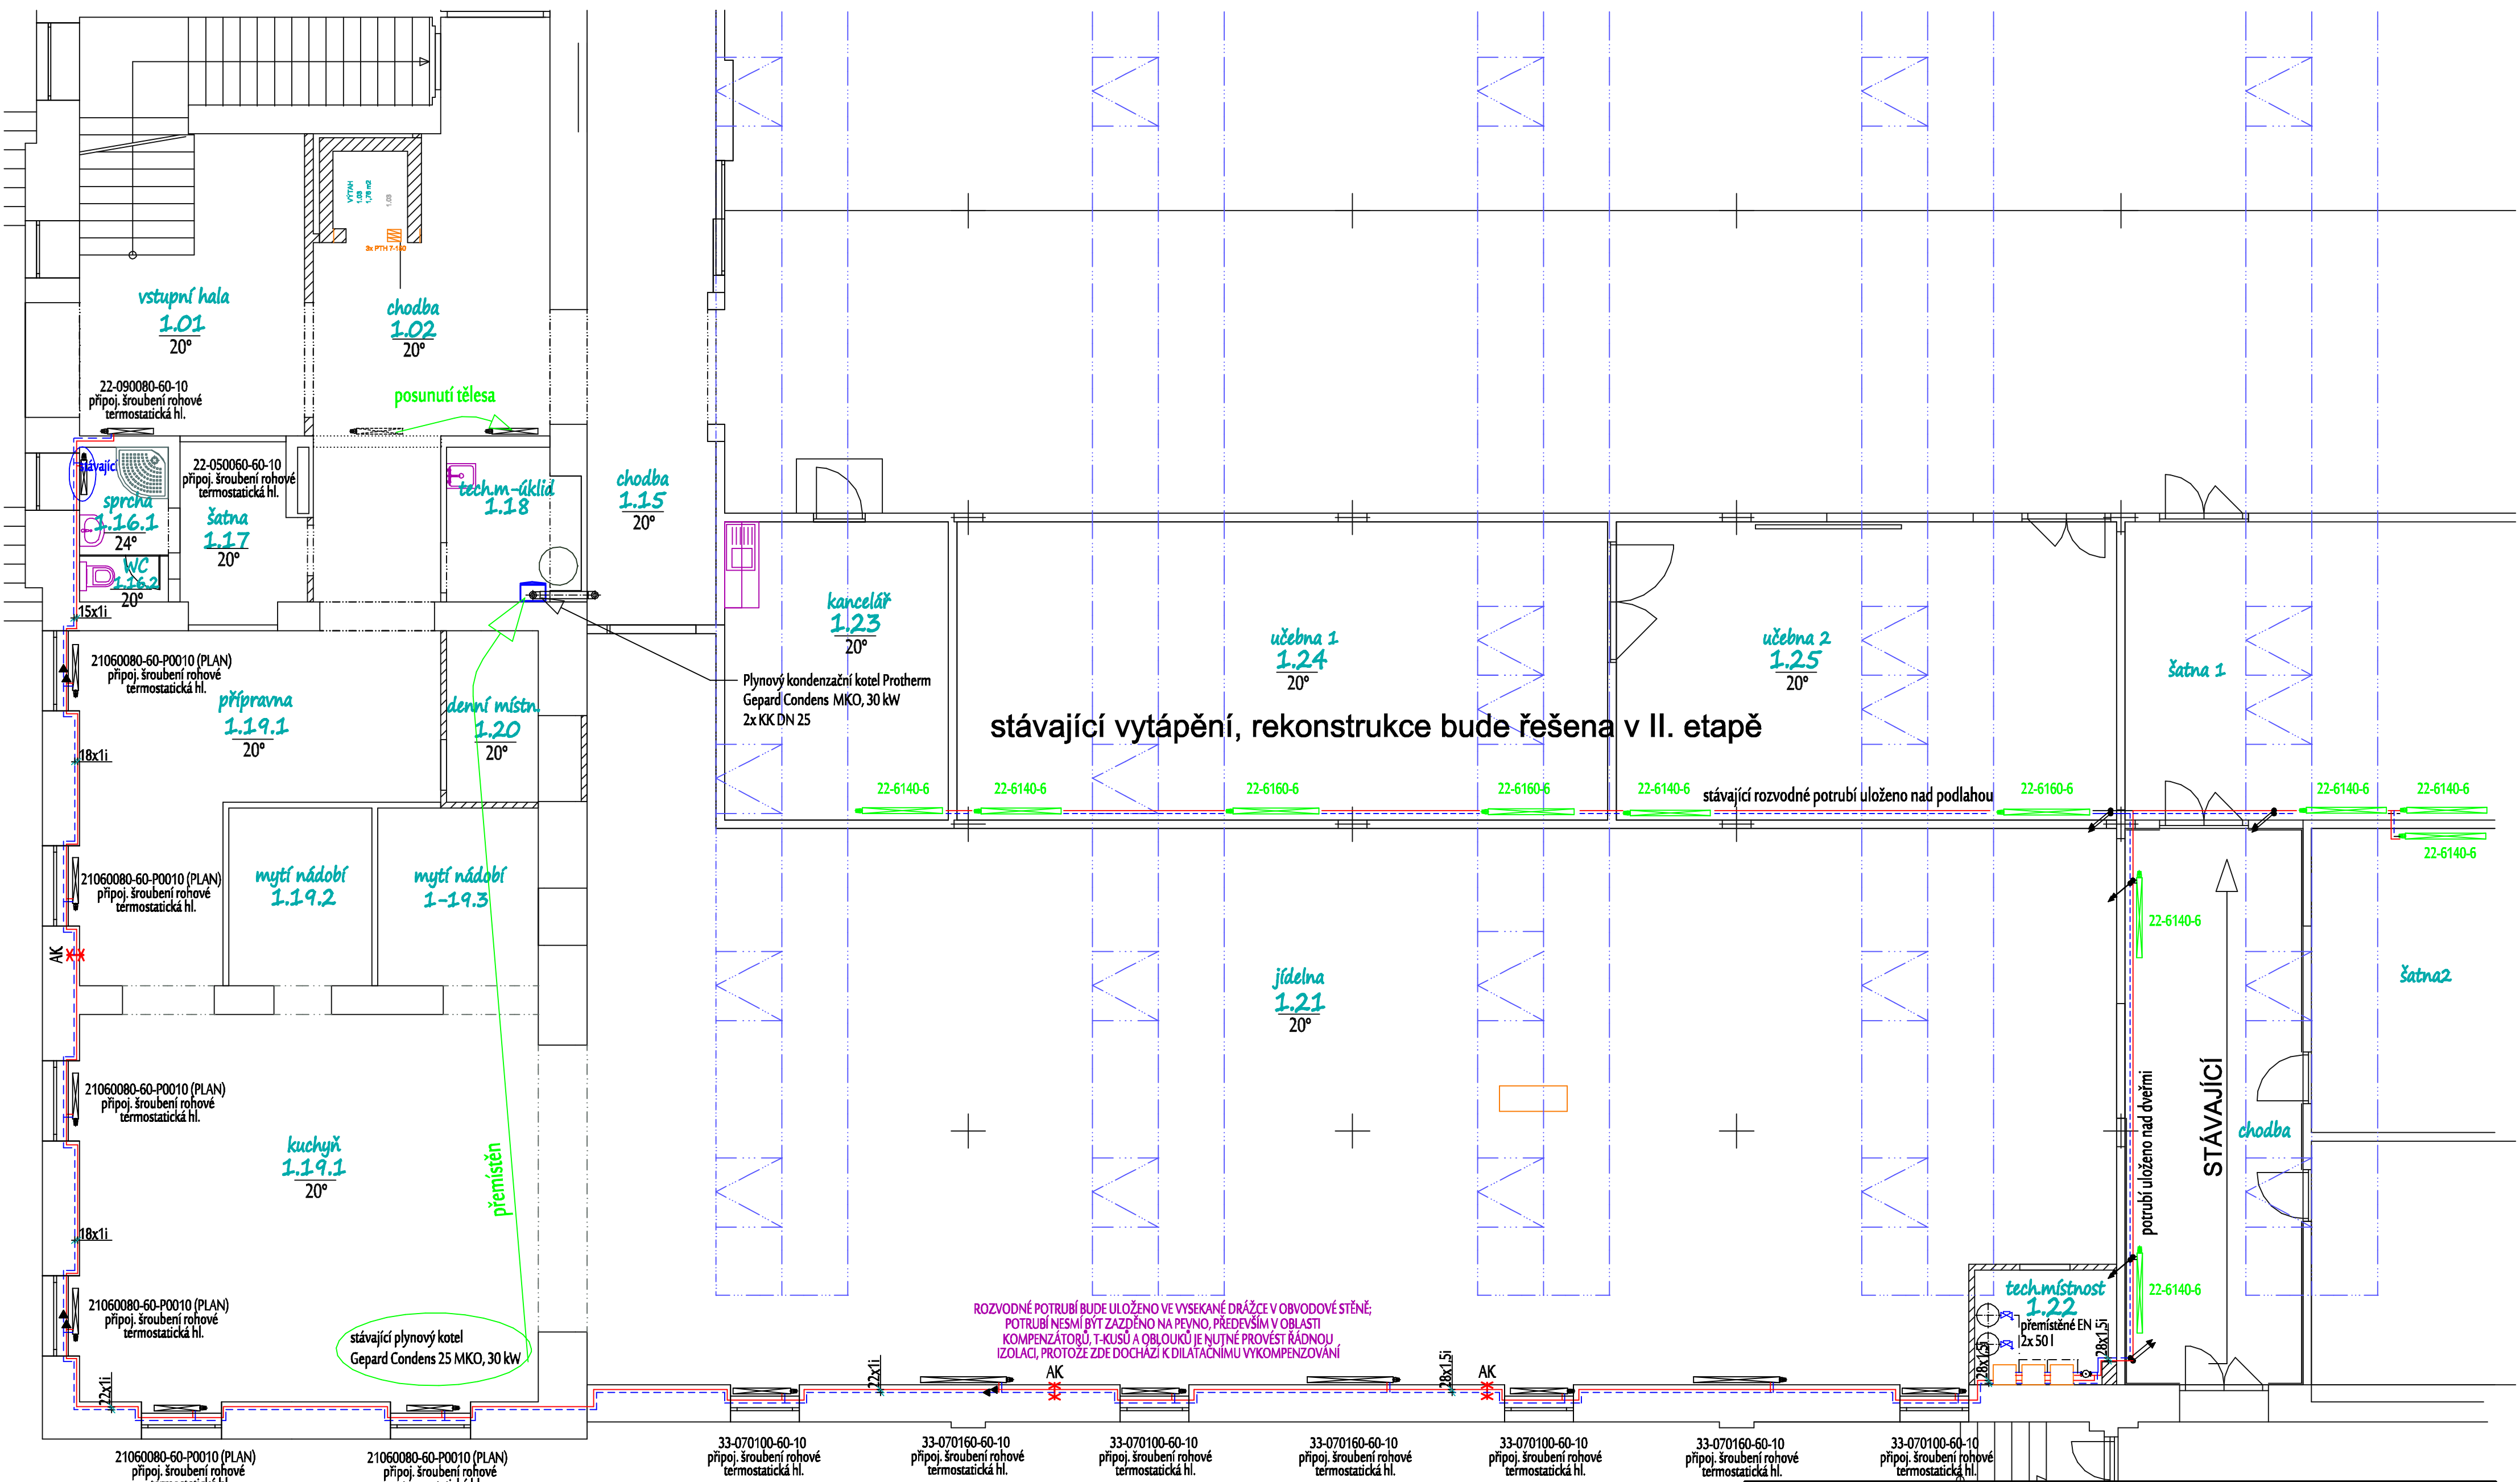 VÝTAH
1.03
1,76 m2
1,03
3x PTH 7-150
vstupní hala
1.01
20°
chodba
1.02
20°
22-090080-60-10
připoj. šroubení rohové
termostatická hl.
posunutí tělesa
stávající
sprcha
1.16.1
24°
WC
1.16.2
20°
22-050060-60-10
připoj. šroubení rohové
termostatická hl.
šatna
1.17
20°
tech.m-úklid
1.18
chodba
1.15
20°
15x1i
21060080-60-P0010 (PLAN)
připoj. šroubení rohové
termostatická hl.
přípravna
1.19.1
20°
denní místn.
1.20
20°
Plynový kondenzační kotel Protherm
Gepard Condens MKO, 30 kW
2x KK DN 25
kancelář
1.23
20°
učebna 1
1.24
20°
učebna 2
1.25
20°
šatna 1
stávající vytápění, rekonstrukce bude řešena v II. etapě
18x1i
22-6140-6
22-6140-6
22-6160-6
22-6160-6
22-6140-6
stávající rozvodné potrubí uloženo nad podlahou
22-6160-6
22-6140-6
22-6140-6
22-6140-6
21060080-60-P0010 (PLAN)
připoj. šroubení rohové
termostatická hl.
mytí nádobí
1.19.2
mytí nádobí
1-19.3
AK
22-6140-6
jídelna
1.21
20°
šatna2
21060080-60-P0010 (PLAN)
připoj. šroubení rohové
termostatická hl.
kuchyň
1.19.1
20°
přemístěn
potrubí uloženo nad dveřmi
STÁVAJÍCÍ
chodba
18x1i
21060080-60-P0010 (PLAN)
připoj. šroubení rohové
termostatická hl.
stávající plynový kotel
Gepard Condens 25 MKO, 30 kW
ROZVODNÉ POTRUBÍ BUDE ULOŽENO VE VYSEKANÉ DRÁŽCE V OBVODOVÉ STĚNĚ;
POTRUBÍ NESMÍ BÝT ZAZDĚNO NA PEVNO, PŘEDEVŠÍM V OBLASTI
KOMPENZÁTORŮ, T-KUSŮ A OBLOUKŮ JE NUTNÉ PROVÉST ŘÁDNOU
IZOLACI, PROTOŽE ZDE DOCHÁZÍ K DILATAČNÍMU VYKOMPENZOVÁNÍ
tech.místnost
1.22
přemístěné EN
2x 50 l
22-6140-6
28x1,5i
28x1,5i
22x1i
22x1i
AK
28x1,5i
AK
21060080-60-P0010 (PLAN)
připoj. šroubení rohové
termostatická hl.
21060080-60-P0010 (PLAN)
připoj. šroubení rohové
33-070100-60-10
připoj. šroubení rohové
termostatická hl.
33-070160-60-10
připoj. šroubení rohové
termostatická hl.
33-070100-60-10
připoj. šroubení rohové
termostatická hl.
33-070160-60-10
připoj. šroubení rohové
termostatická hl.
33-070100-60-10
připoj. šroubení rohové
termostatická hl.
33-070160-60-10
připoj. šroubení rohové
termostatická hl.
33-070100-60-10
připoj. šroubení rohové
termostatická hl.